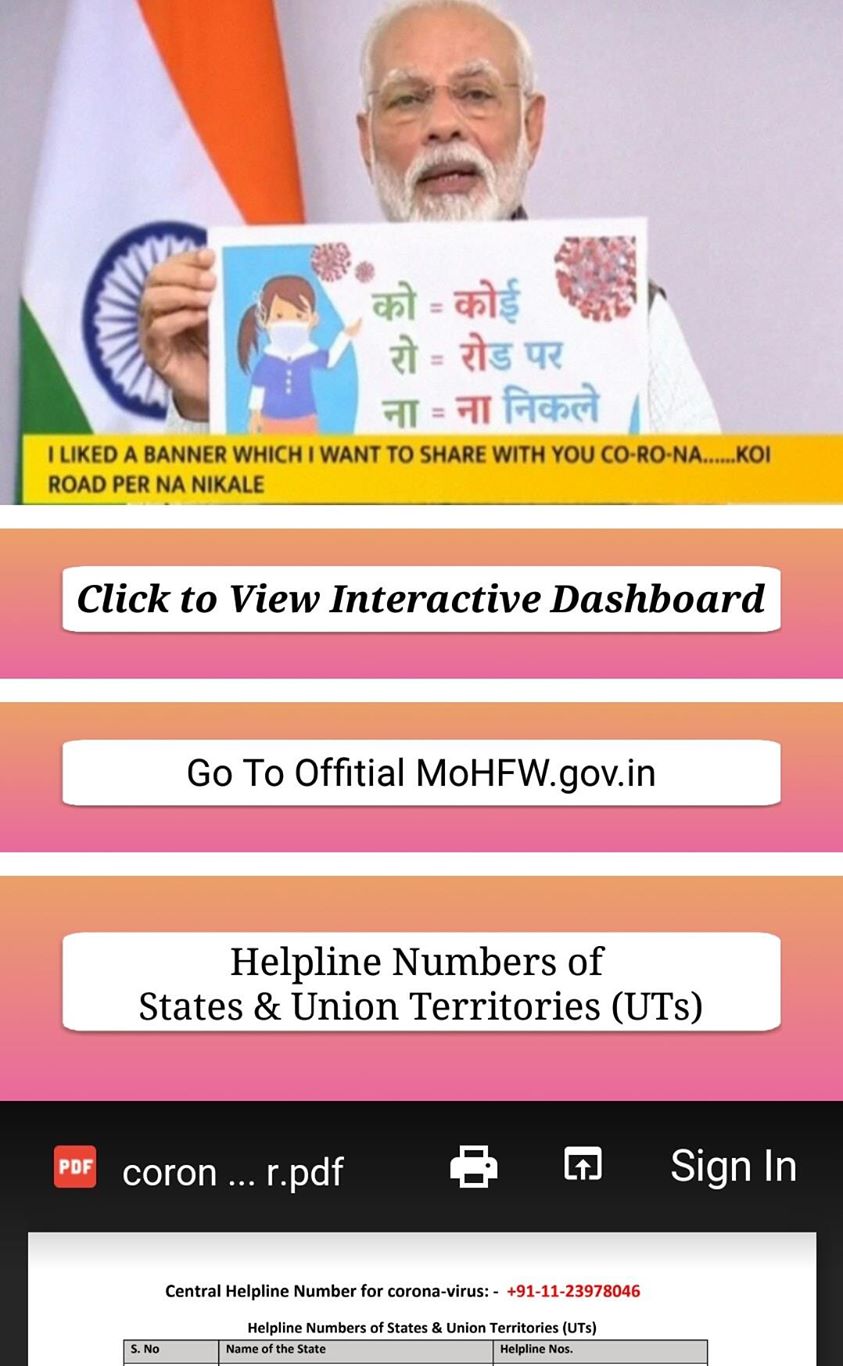 को = कोई
रो = रोड पर
ना = ना निकले
I LIKED A BANNER WHICH I WANT TO SHARE WITH YOU CO-RO-NA......KOI
ROAD PER NA NIKALE
Click to View Interactive Dashboard
Go To Offitial MoHFW.gov.in
Helpline Numbers of
States & Union Territories (UTs)
PDF coron ... r.pdf Sign In
Central Helpline Number for corona-virus: - +91-11-23978046
Helpline Numbers of States & Union Territories (UTs)
S. No Name of the State Helpline Nos.